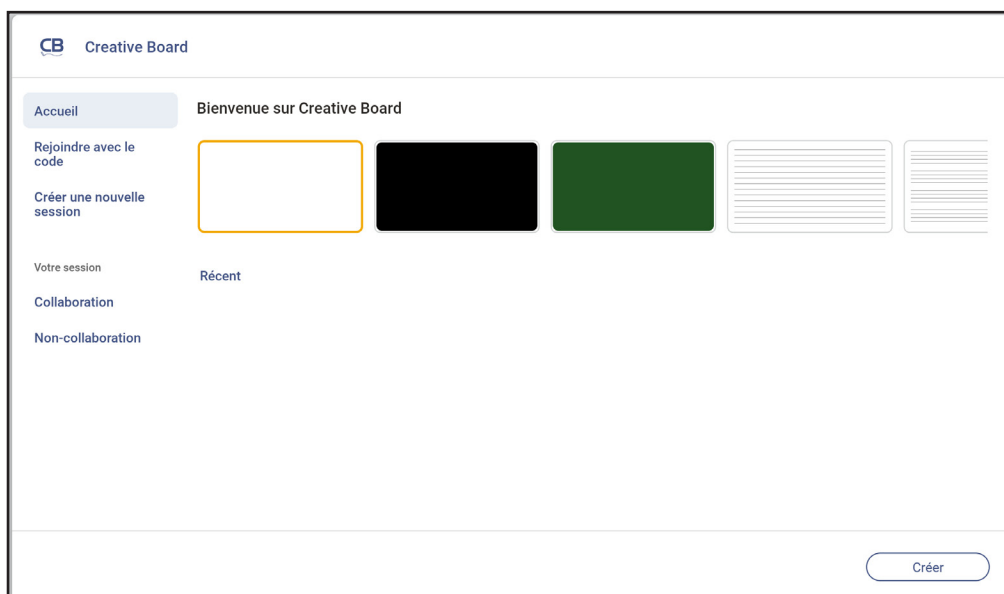 CB Creative Board
Accueil
Rejoindre avec le
code
Créer une nouvelle
session
Votre session
Collaboration
Non-collaboration
Bienvenue sur Creative Board
Récent
Créer